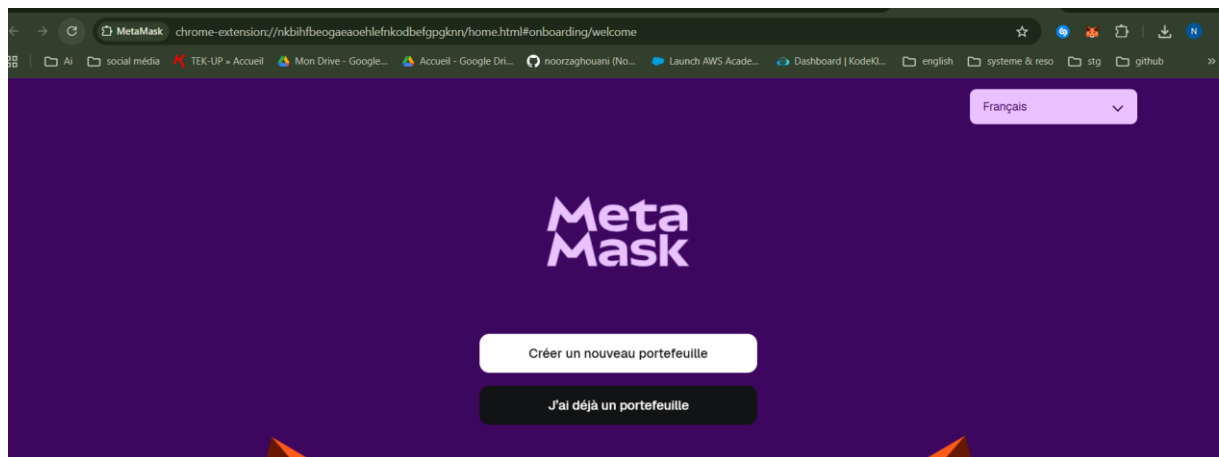 MetaMask chrome-extension://nkbihfbeogaeaoehlefnkodbefgpgknn/home.html#onboarding/welcome N
Ai social média TEK-UP » Accueil Mon Drive - Google... Accueil - Google Dri... noorzaghouani (No... Launch AWS Acade... Dashboard | KodeKl... english systeme & reso stg github »
Français
Meta
Mask
Créer un nouveau portefeuille
J'ai déjà un portefeuille